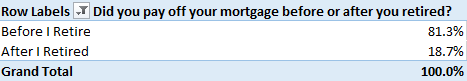 Row Labels Did you pay off your mortgage before or after you retired?
Before I Retire 81.3%
After I Retired 18.7%
Grand Total 100.0%